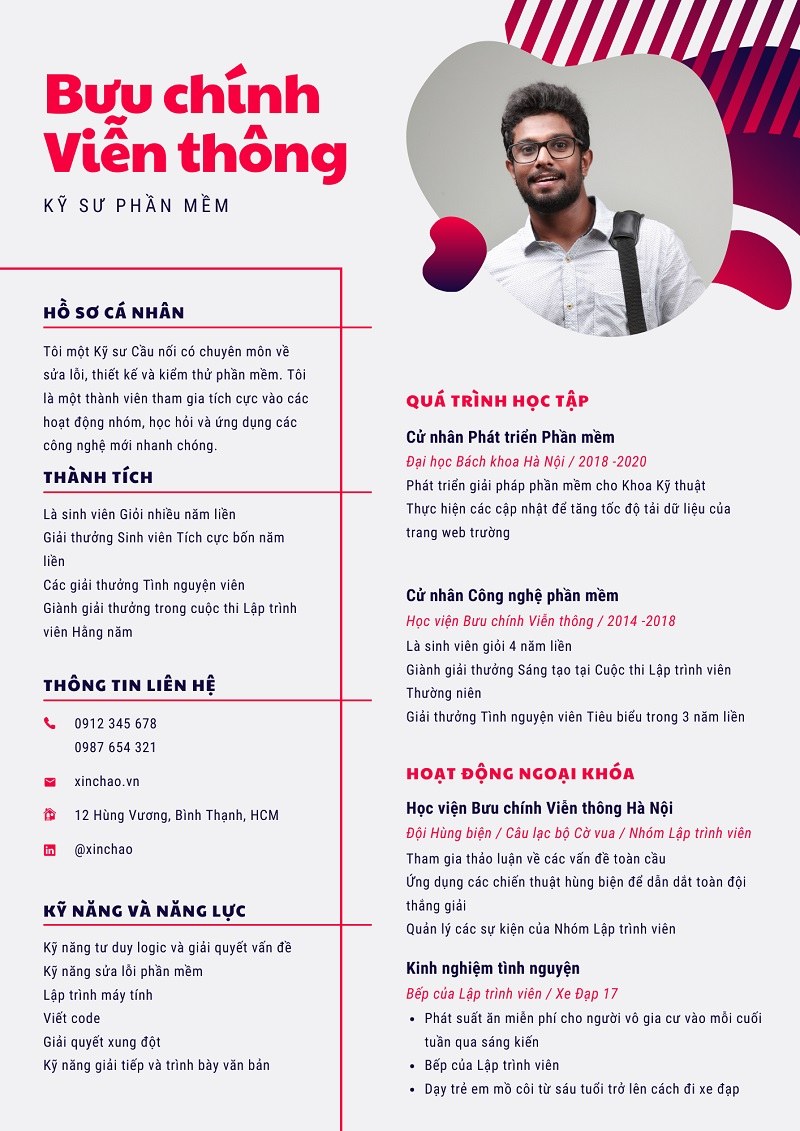 Bưu chính
Viễn thông
KỸ SƯ PHẦN MỀM
HỒ SƠ CÁ NHÂN
Tôi một Kỹ sư Cầu nối có chuyên môn về
sửa lỗi, thiết kế và kiểm thử phần mềm. Tôi
là một thành viên tham gia tích cực vào các
hoạt động nhóm, học hỏi và ứng dụng các
công nghệ mới nhanh chóng.
THÀNH TÍCH
Là sinh viên Giỏi nhiều năm liền
Giải thưởng Sinh viên Tích cực bốn năm
liền
Các giải thưởng Tình nguyện viên
Giành giải thưởng trong cuộc thi Lập trình
viên Hằng năm
THÔNG TIN LIÊN HỆ
0912 345 678
0987 654 321
xinchao.vn
12 Hùng Vương, Bình Thạnh, HCM
@xinchao
KỸ NĂNG VÀ NĂNG LỰC
Kỹ năng tư duy logic và giải quyết vấn đề
Kỹ năng sửa lỗi phần mềm
Lập trình máy tính
Viết code
Giải quyết xung đột
Kỹ năng giải tiếp và trình bày văn bản
QUÁ TRÌNH HỌC TẬP
Cử nhân Phát triển Phần mềm
Đại học Bách khoa Hà Nội / 2018 -2020
Phát triển giải pháp phần mềm cho Khoa Kỹ thuật
Thực hiện các cập nhật để tăng tốc độ tải dữ liệu của
trang web trường
Cử nhân Công nghệ phần mềm
Học viện Bưu chính Viễn thông / 2014 -2018
Là sinh viên giỏi 4 năm liền
Giành giải thưởng Sáng tạo tại Cuộc thi Lập trình viên
Thường niên
Giải thưởng Tình nguyện viên Tiêu biểu trong 3 năm liền
HOẠT ĐỘNG NGOẠI KHÓA
Học viện Bưu chính Viễn thông Hà Nội
Đội Hùng biện / Câu lạc bộ Cờ vua / Nhóm Lập trình viên
Tham gia thảo luận về các vấn đề toàn cầu
Ứng dụng các chiến thuật hùng biện để dẫn dắt toàn đội
thắng giải
Quản lý các sự kiện của Nhóm Lập trình viên
Kinh nghiệm tình nguyện
Bếp của Lập trình viên / Xe Đạp 17
• Phát suất ăn miễn phí cho người vô gia cư vào mỗi cuối
tuần qua sáng kiến
• Bếp của Lập trình viên
• Dạy trẻ em mồ côi từ sáu tuổi trở lên cách đi xe đạp